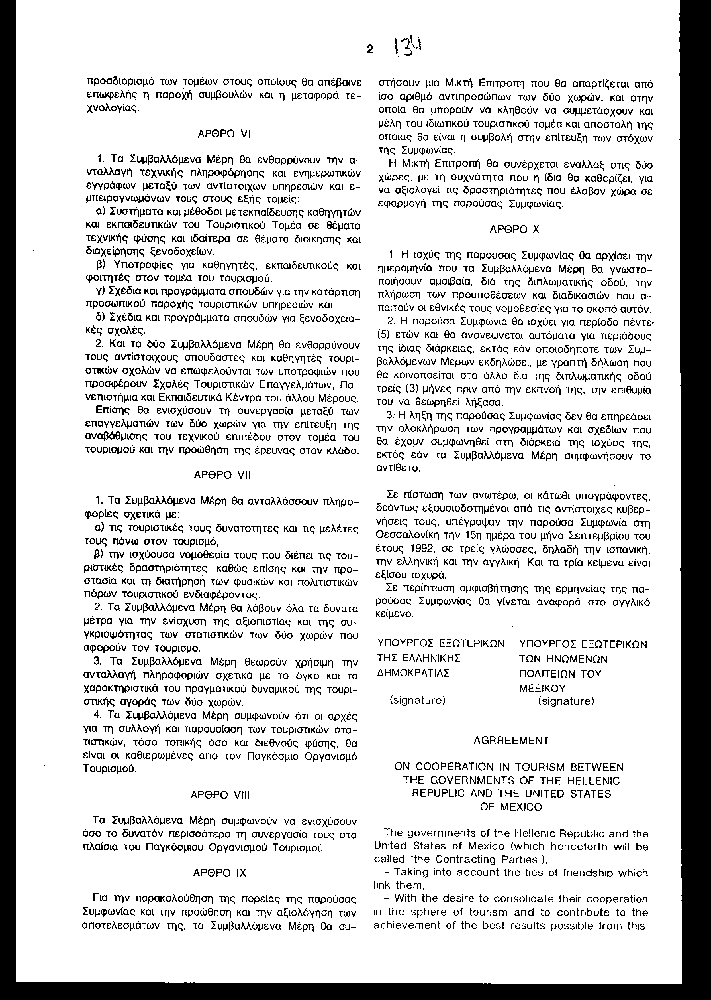 2 134
προσδιορισμό των τομέων στους οποίους θα απέβαινε
επωφελής η παροχή συμβουλών και η μεταφορά τε-
χνολογίας.
ΑΡΘΡΟ VI
1. Τα Συμβαλλόμενα Μέρη θα ενθαρρύνουν την α-
νταλλαγή τεχνικής πληροφόρησης και ενημερωτικών
εγγράφων μεταξύ των αντίστοιχων υπηρεσιών και ε-
μπειρογνωμόνων τους στους εξής τομείς:
α) Συστήματα και μέθοδοι μετεκπαίδευσης καθηγητών
και εκπαιδευτικών του Τουριστικού Τομέα σε θέματα
τεχνικής φύσης και ιδαίτερα σε θέματα διοίκησης και
διαχείρησης ξενοδοχείων.
β) Υποτροφίες για καθηγητές, εκπαιδευτικούς και
φοιτητές στον τομέα του τουρισμού.
γ) Σχέδια και προγράμματα σπουδών για την κατάρτιση
προσωπικού παροχής τουριστικών υπηρεσιών και
δ) Σχέδια και προγράμματα σπουδών για ξενοδοχεια-
κές σχολές.
2. Και τα δύο Συμβαλλόμενα Μέρη θα ενθαρρύνουν
τους αντίστοιχους σπουδαστές και καθηγητές τουρι-
στικών σχολών να επωφελούνται των υποτροφιών που
προσφέρουν Σχολές Τουριστικών Επαγγελμάτων, Πα-
νεπιστήμια και Εκπαιδευτικά Κέντρα του άλλου Μέρους.
Επίσης θα ενισχύσουν τη συνεργασία μεταξύ των
επαγγελματιών των δύο χωρών για την επίτευξη της
αναβάθμισης του τεχνικού επιπέδου στον τομέα του
τουρισμού και την προώθηση της έρευνας στον κλάδο.
ΑΡΘΡΟ VII
1. Τα Συμβαλλόμενα Μέρη θα ανταλλάσσουν πληρο-
φορίες σχετικά με:
α) τις τουριστικές τους δυνατότητες και τις μελέτες
τους πάνω στον τουρισμό,
β) την ισχύουσα νομοθεσία τους που διέπει τις του-
ριστικές δραστηριότητες, καθώς επίσης και την προ-
στασία και τη διατήρηση των φυσικών και πολιτιστικών
πόρων τουριστικού ενδιαφέροντος.
2. Τα Συμβαλλόμενα Μέρη θα λάβουν όλα τα δυνατά
μέτρα για την ενίσχυση της αξιοπιστίας και της συ-
γκρισιμότητας των στατιστικών των δύο χωρών που
αφορούν τον τουρισμό.
3. Τα Συμβαλλόμενα Μέρη θεωρούν χρήσιμη την
ανταλλαγή πληροφοριών σχετικά με το όγκο και τα
χαρακτηριστικά του πραγματικού δυναμικού της τουρι-
στικής αγοράς των δύο χωρών.
4. Τα Συμβαλλόμενα Μέρη συμφωνούν ότι οι αρχές
για τη συλλογή και παρουσίαση των τουριστικών στα-
τιστικών, τόσο τοπικής όσο και διεθνούς φύσης, θα
είναι οι καθιερωμένες απο τον Παγκόσμιο Οργανισμό
Τουρισμού.
ΑΡΘΡΟ VIII
Τα Συμβαλλόμενα Μέρη συμφωνούν να ενισχύσουν
όσο το δυνατόν περισσότερο τη συνεργασία τους στα
πλαίσια του Παγκόσμιου Οργανισμού Τουρισμού.
ΑΡΘΡΟ IX
Για την παρακολούθηση της πορείας της παρούσας
Συμφωνίας και την προώθηση και την αξιολόγηση των
αποτελεσμάτων της, τα Συμβαλλόμενα Μέρη θα συ-
στήσουν μια Μικτή Επιτροπή που θα απαρτίζεται από
ίσο αριθμό αντιπροσώπων των δύο χωρών, και στην
οποία θα μπορούν να κληθούν να συμμετάσχουν και
μέλη του ιδιωτικού τουριστικού τομέα και αποστολή της
οποίας θα είναι η συμβολή στην επίτευξη των στόχων
της Συμφωνίας.
Η Μικτή Επιτροπή θα συνέρχεται εναλλάξ στις δύο
χώρες, με τη συχνότητα που η ίδια θα καθορίζει, για
να αξιολογεί τις δραστηριότητες που έλαβαν χώρα σε
εφαρμογή της παρούσας Συμφωνίας.
ΑΡΘΡΟ Χ
1. Η ισχύς της παρούσας Συμφωνίας θα αρχίσει την
ημερομηνία που τα Συμβαλλόμενα Μέρη θα γνωστο-
ποιήσουν αμοιβαία, διά της διπλωματικής οδού, την
πλήρωση των προϋποθέσεων και διαδικασιών που α-
παιτούν οι εθνικές τους νομοθεσίες για το σκοπό αυτόν.
2. Η παρούσα Συμφωνία θα ισχύει για περίοδο πέντε
(5) ετών και θα ανανεώνεται αυτόματα για περιόδους
της ίδιας διάρκειας, εκτός εάν οποιοδήποτε των Συμ-
βαλλόμενων Μερών εκδηλώσει, με γραπτή δήλωση που
θα κοινοποείται στο άλλο δια της διπλωματικής οδού
τρείς (3) μήνες πριν από την εκπνοή της, την επιθυμία
του να θεωρηθεί λήξασα.
3. Η λήξη της παρούσας Συμφωνίας δεν θα επηρεάσει
την ολοκλήρωση των προγραμμάτων και σχεδίων που
θα έχουν συμφωνηθεί στη διάρκεια της ισχύος της,
εκτός εάν τα Συμβαλλόμενα Μέρη συμφωνήσουν το
αντίθετο.
Σε πίστωση των ανωτέρω, οι κάτωθι υπογράφοντες,
δεόντως εξουσιοδοτημένοι από τις αντίστοιχες κυβερ-
νήσεις τους, υπέγραψαν την παρούσα Συμφωνία στη
Θεσσαλονίκη την 15η ημέρα του μήνα Σεπτεμβρίου του
έτους 1992, σε τρείς γλώσσες, δηλαδή την ισπανική,
την ελληνική και την αγγλική. Και τα τρία κείμενα είναι
εξίσου ισχυρά.
Σε περίπτωση αμφισβήτησης της ερμηνείας της πα-
ρούσας Συμφωνίας θα γίνεται αναφορά στο αγγλικό
κείμενο.
ΥΠΟΥΡΓΟΣ ΕΞΩΤΕΡΙΚΩΝ ΥΠΟΥΡΓΟΣ ΕΞΩΤΕΡΙΚΩΝ
ΤΗΣ ΕΛΛΗΝΙΚΗΣ ΤΩΝ ΗΝΩΜΕΝΩΝ
ΔΗΜΟΚΡΑΤΙΑΣ ΠΟΛΙΤΕΙΩΝ ΤΟΥ
ΜΕΞΙΚΟΥ
(signature) (signature)
AGRREEMENT
ON COOPERATION IN TOURISM BETWEEN
THE GOVERNMENTS OF THE HELLENIC
REPUPLIC AND THE UNITED STATES
OF MEXICO
The governments of the Hellenic Republic and the
United States of Mexico (which henceforth will be
called "the Contracting Parties ),
- Taking into account the ties of friendship which
link them,
- With the desire to consolidate their cooperation
in the sphere of tourism and to contribute to the
achievement of the best results possible from this,